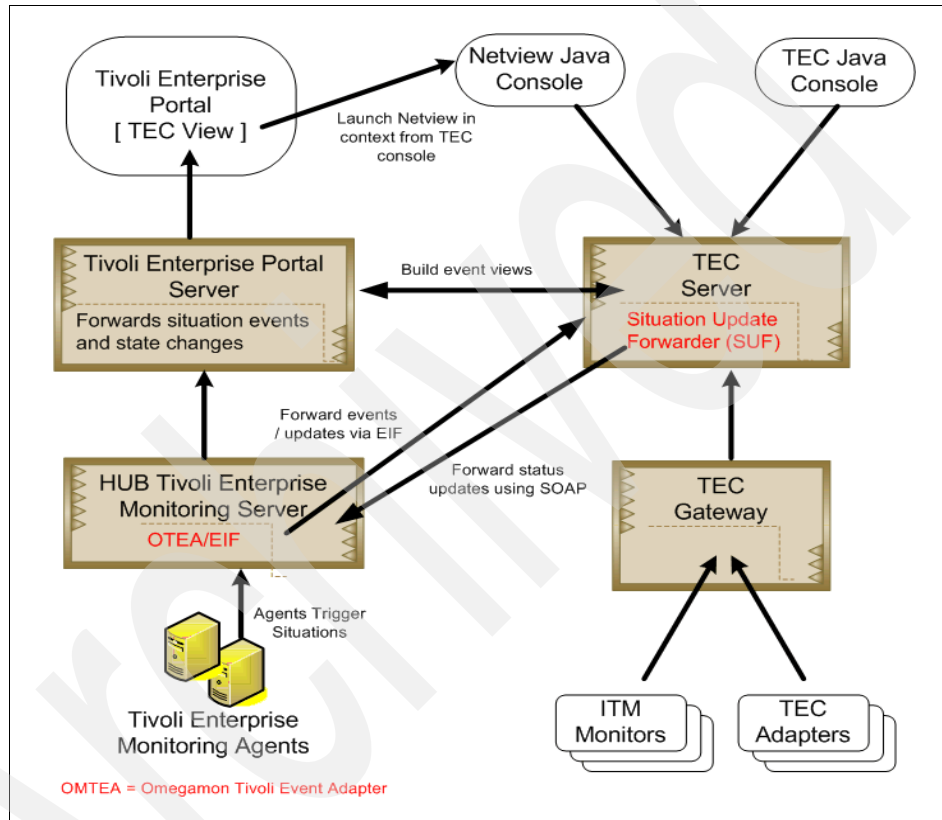 Tivoli Enterprise
Portal
[ TEC View ]
Netview Java
Console
TEC Java
Console
Launch Netview in
context from TEC
console
Tivoli Enterprise Portal
Server
Forwards situation events
and state changes
Build event views
TEC
Server
Situation Update
Forwarder (SUF)
Forward events
/ updates via EIF
Forward status
updates using SOAP
HUB Tivoli Enterprise
Monitoring Server
OTEA/EIF
TEC
Gateway
Agents Trigger
Situations
Tivoli Enterprise
Monitoring Agents
ITM
Monitors
TEC
Adapters
OMTEA = Omegamon Tivoli Event Adapter
Archived